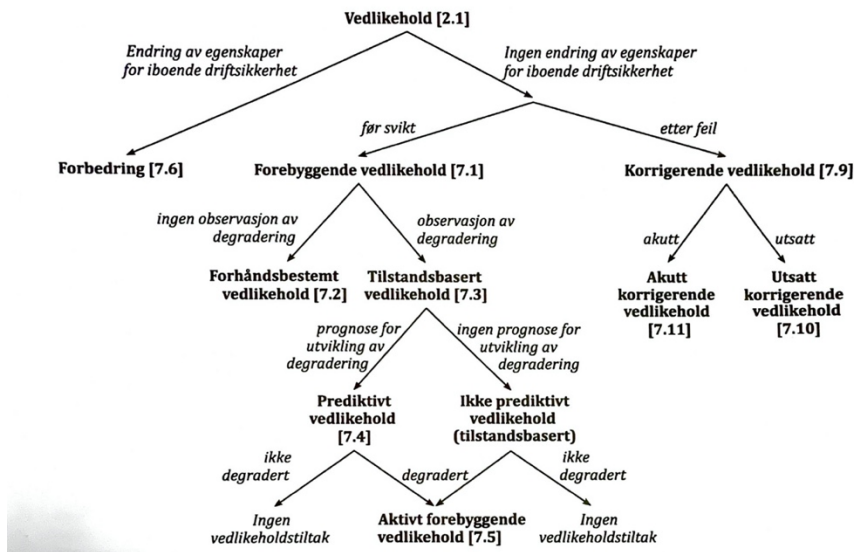 Vedlikehold [2.1]
Endring av egenskaper
for iboende driftsikkerhet
Ingen endring av egenskaper
for iboende driftsikkerhet
før svikt
etter feil
Forbedring [7.6]
Forebyggende vedlikehold [7.1]
Korrigerende vedlikehold [7.9]
ingen observasjon av
degradering
observasjon av
degradering
akutt
utsatt
Forhåndsbestemt
vedlikehold [7.2]
Tilstandsbasert
vedlikehold [7.3]
Akutt
korrigerende
vedlikehold
[7.11]
Utsatt
korrigerende
vedlikehold
[7.10]
prognose for
utvikling av
degradering
ingen prognose for
utvikling av
degradering
Prediktivt
vedlikehold
[7.4]
Ikke prediktivt
vedlikehold
(tilstandsbasert)
ikke
degradert
degradert
ikke
degradert
Ingen
vedlikeholdstiltak
Aktivt forebyggende
vedlikehold [7.5]
Ingen
vedlikeholdstiltak